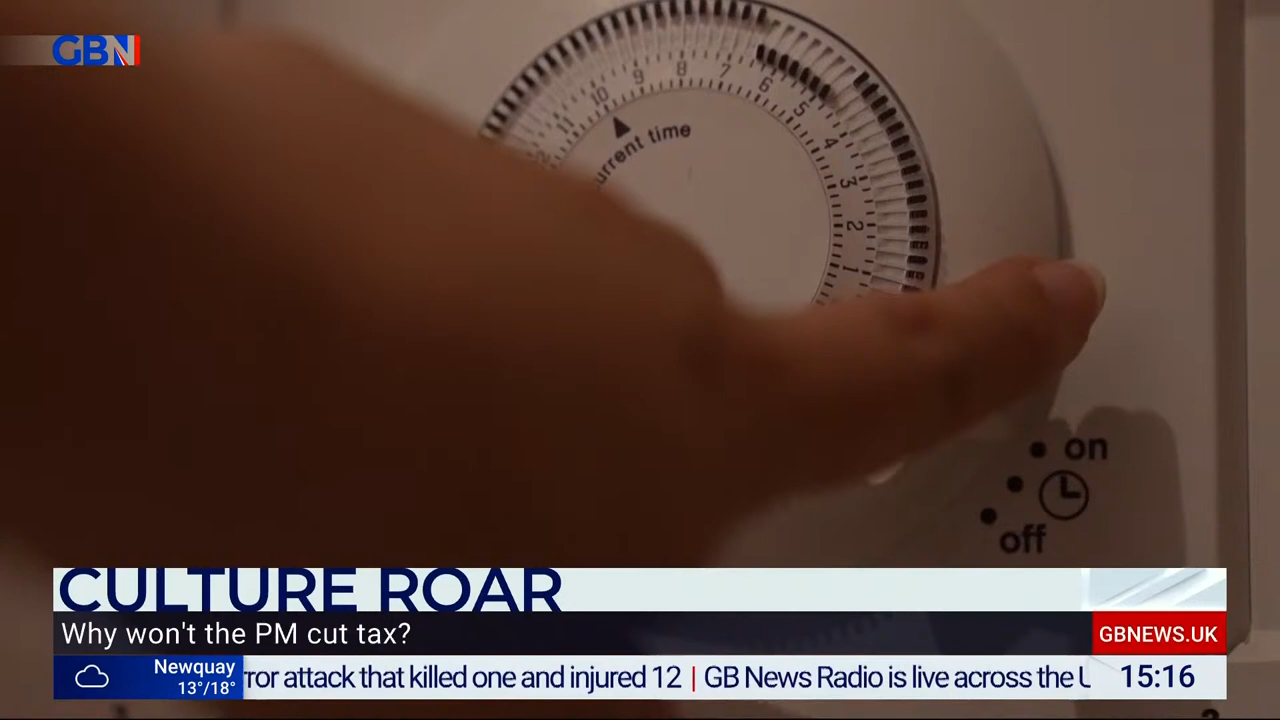 GBN
12 11 10 9 8 7 6 5 4 3 2 1
current time
on
off
CULTURE ROAR
Why won't the PM cut tax?
GBNEWS.UK
Newquay
13°/18°
rror attack that killed one and injured 12 | GB News Radio is live across the U
15:16